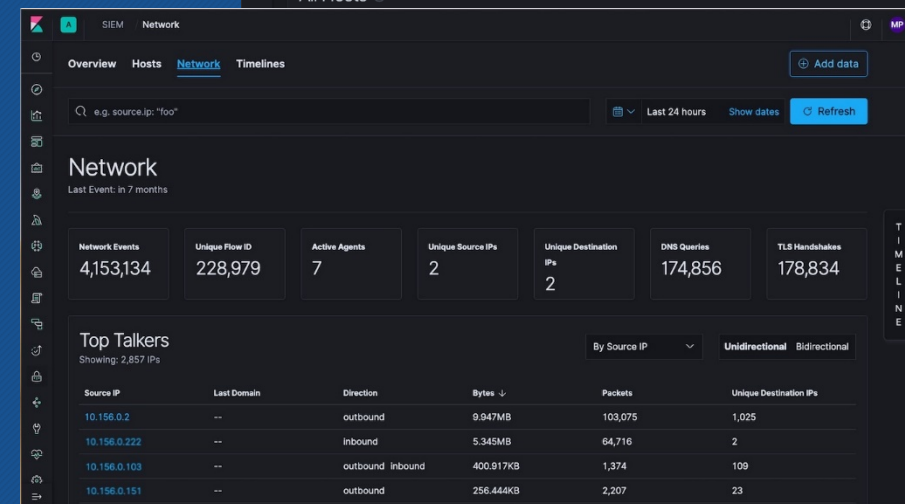 All Hosts
A SIEM / Network MP
Overview Hosts Network Timelines
Add data
e.g. source.ip: "foo"
Last 24 hours Show dates Refresh
Network
Last Event: in 7 months
Network Events Unique Flow ID Active Agents Unique Source IPs Unique Destination IPs DNS Queries TLS Handshakes
4,153,134 228,979 7 2 2 174,856 178,834
TIMELINE
Top Talkers
Showing: 2,857 IPs
By Source IP Unidirectional Bidirectional
Source IP Last Domain Direction Bytes ↓ Packets Unique Destination IPs
10.156.0.2 -- outbound 9.947MB 103,075 1,025
10.156.0.222 -- inbound 5.345MB 64,716 2
10.156.0.103 -- outbound inbound 400.917KB 1,374 109
10.156.0.151 -- outbound 256.444KB 2,207 23